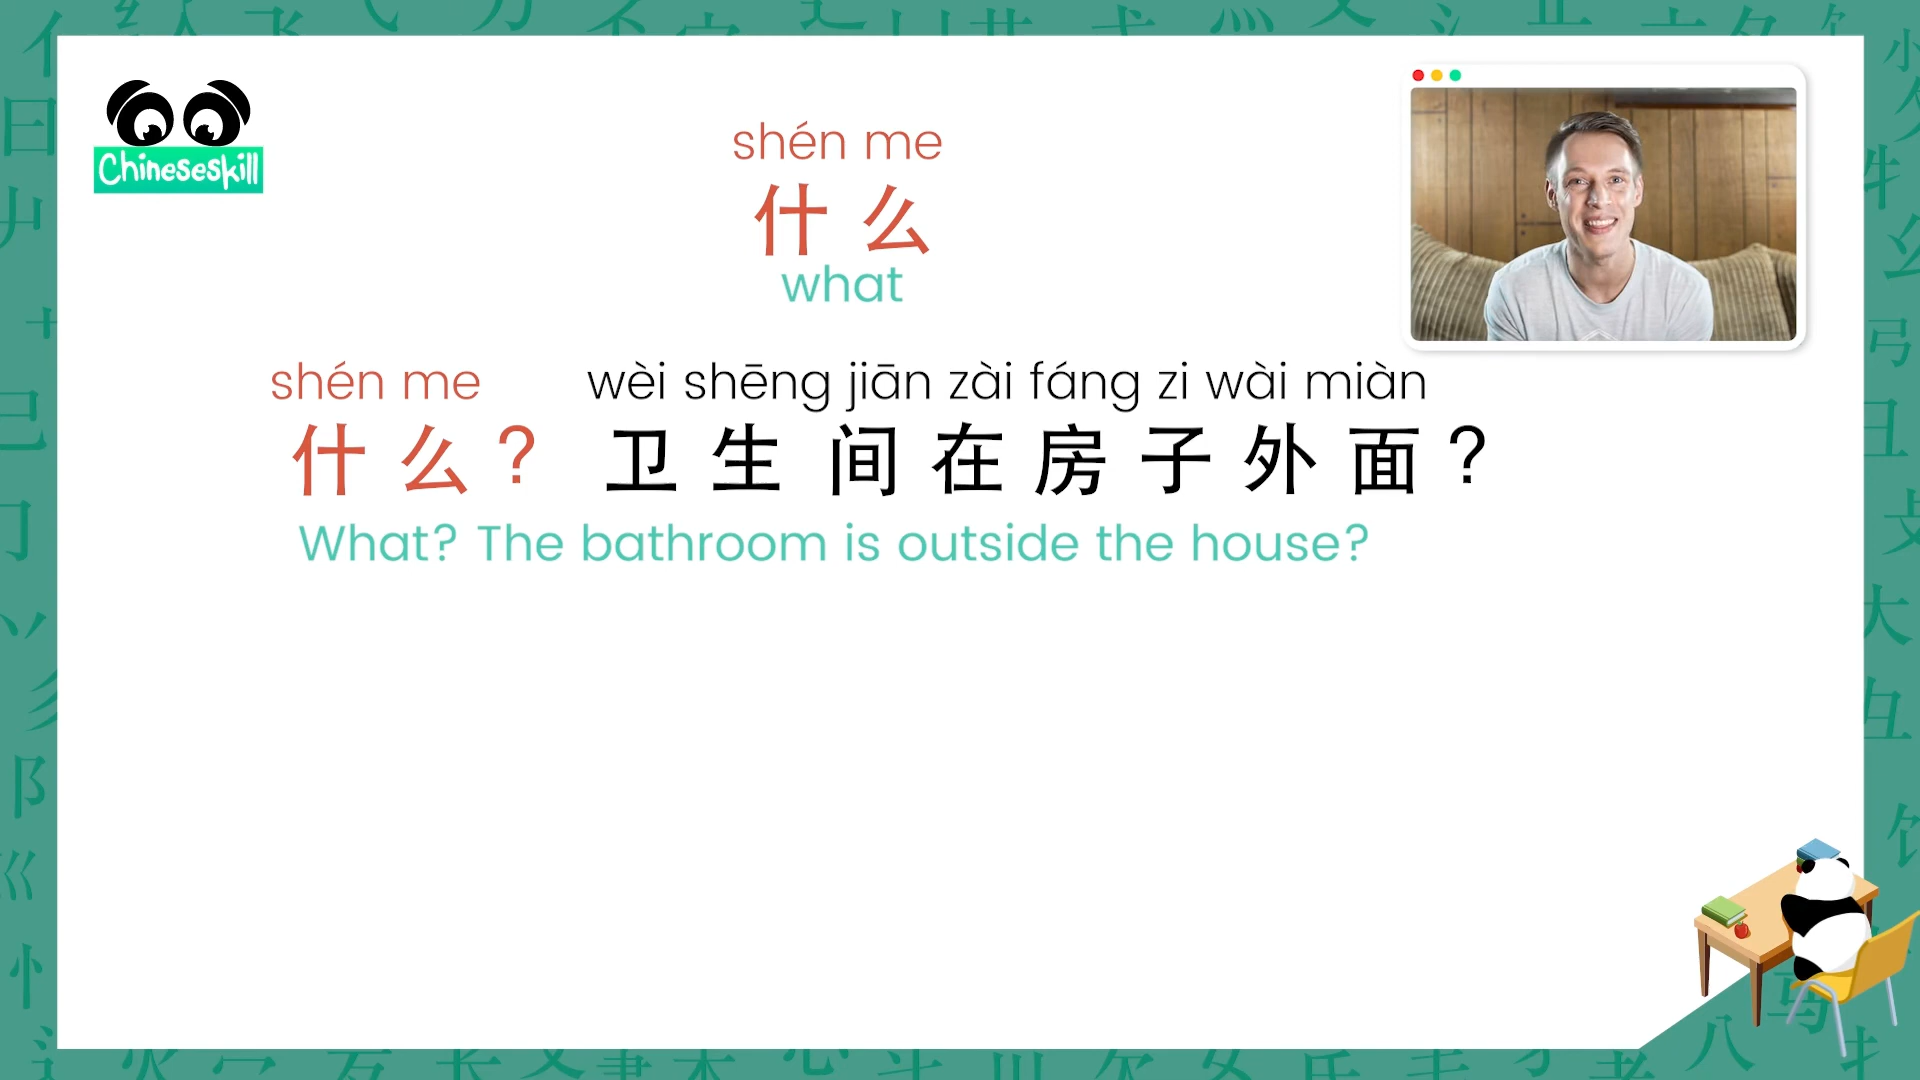 Chineseskill
shén me
什么
what
shén me wèi shēng jiān zài fáng zi wài miàn
什么? 卫生间在房子外面?
What? The bathroom is outside the house?